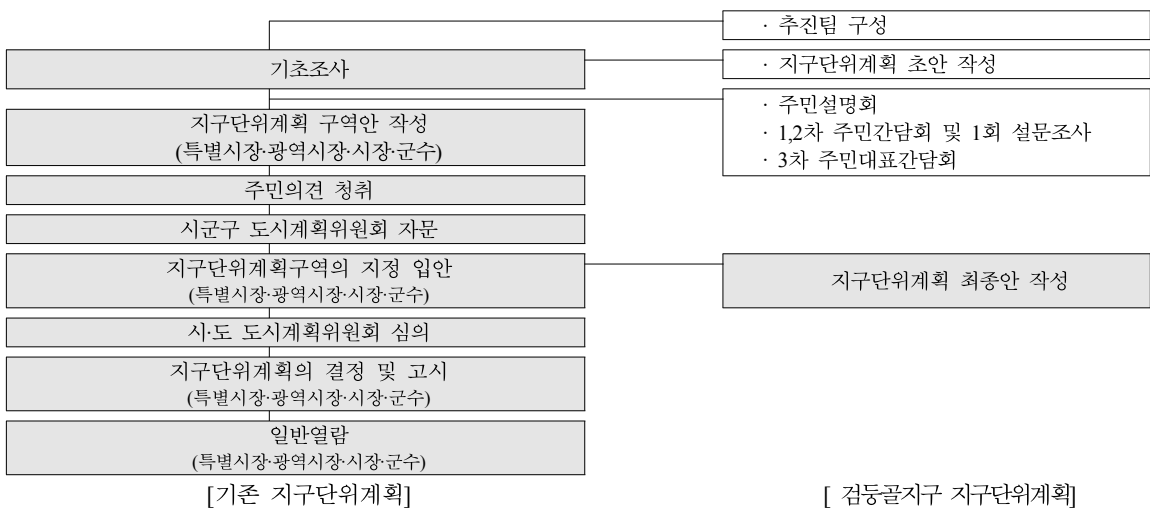 · 추진팀 구성
기초조사
· 지구단위계획 초안 작성
· 주민설명회
· 1,2차 주민간담회 및 1회 설문조사
· 3차 주민대표간담회
지구단위계획 구역안 작성
(특별시장·광역시장·시장·군수)
주민의견 청취
시군구 도시계획위원회 자문
지구단위계획구역의 지정 입안
(특별시장·광역시장·시장·군수)
지구단위계획 최종안 작성
시·도 도시계획위원회 심의
지구단위계획의 결정 및 고시
(특별시장·광역시장·시장·군수)
일반열람
(특별시장·광역시장·시장·군수)
[기존 지구단위계획]
[ 검둥골지구 지구단위계획]